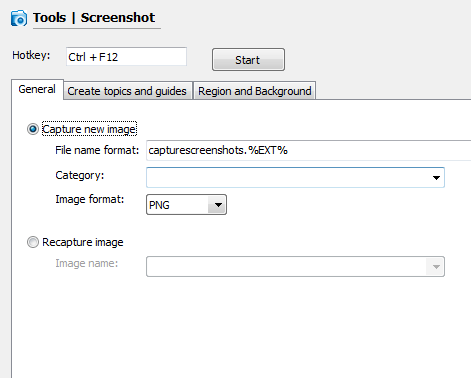 Tools | Screenshot
Hotkey: Ctrl + F12 Start
General Create topics and guides Region and Background
Capture new image
File name format: capturescreenshots.%EXT%
Category:
Image format: PNG
Recapture image
Image name: